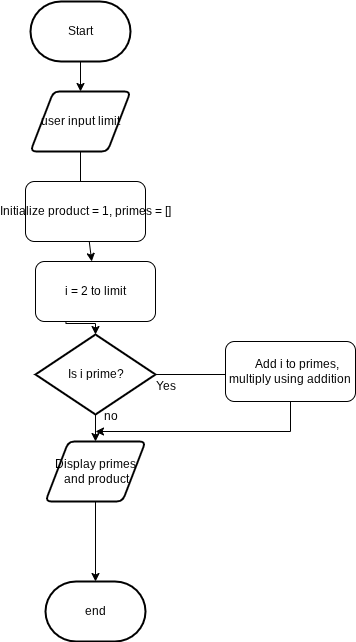 Start
user input limit
Initialize product = 1, primes = []
i = 2 to limit
Is i prime?
Yes
Add i to primes,
multiply using addition
no
Display primes
and product
end